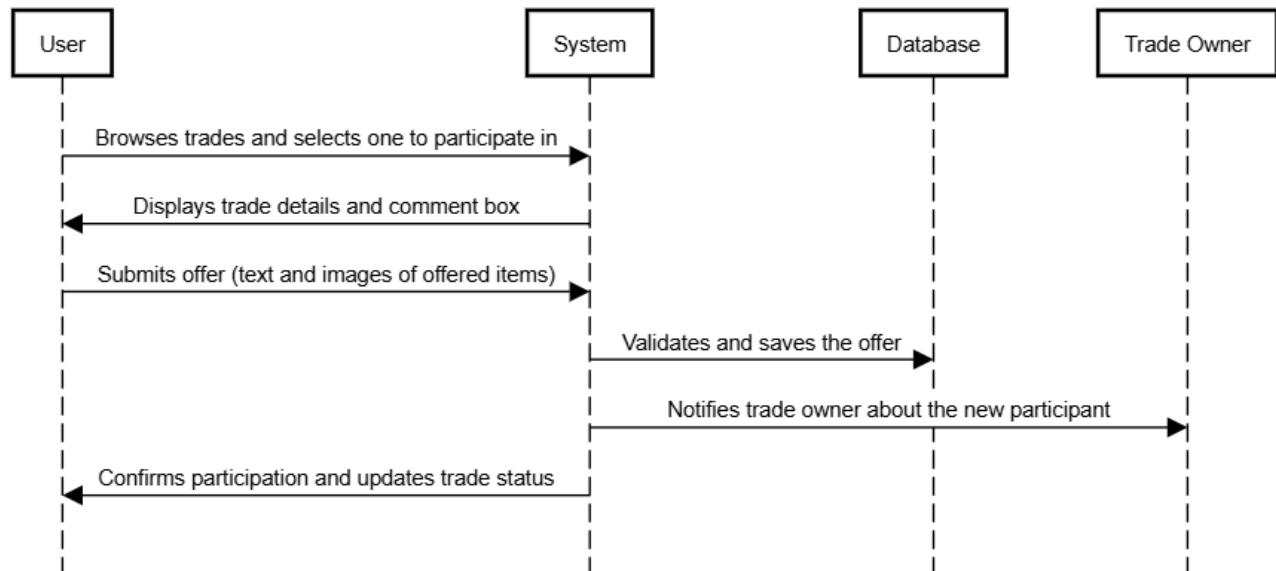 User
System
Database
Trade Owner
Browses trades and selects one to participate in
Displays trade details and comment box
Submits offer (text and images of offered items)
Validates and saves the offer
Notifies trade owner about the new participant
Confirms participation and updates trade status